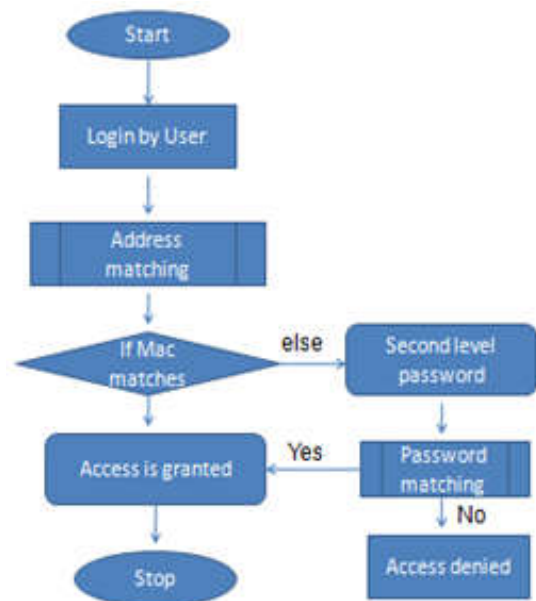 Start
Login by User
Address
matching
If Mac
matches
else
Second level
password
Access is granted
Yes
Password
matching
No
Stop
Access denied